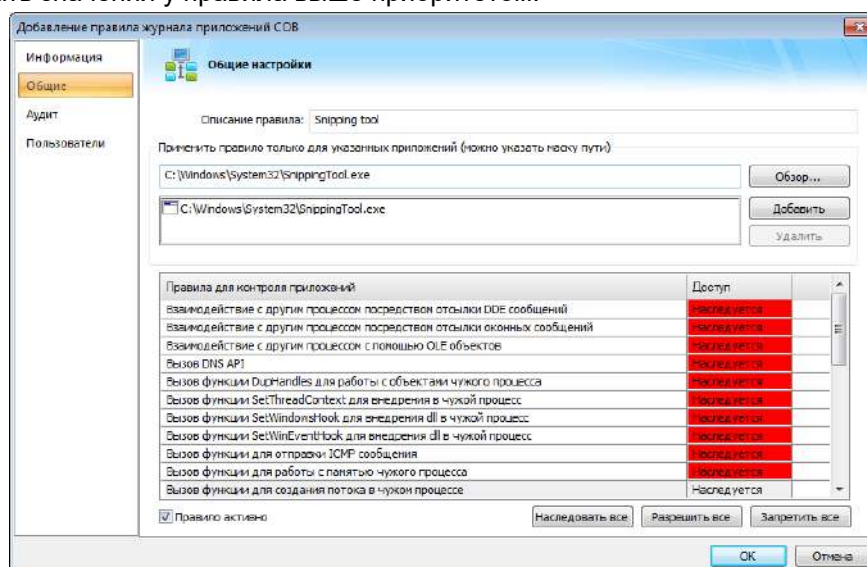 ть значения у правила выше приоритетом.
Добавление правила журнала приложений СОВ
Информация
Общие
Аудит
Пользователи
Общие настройки
Описание правила: Snipping tool
Применить правило только для указанных приложений (можно указать маску пути)
C:\Windows\System32\SnippingTool.exe Обзор...
C:\Windows\System32\SnippingTool.exe Добавить
Удалить
Правила для контроля приложений Доступ
Взаимодействие с другим процессом посредством отсылки DDE сообщений Наследуется
Взаимодействие с другим процессом посредством отсылки оконных сообщений Наследуется
Взаимодействие с другим процессом с помощью OLE объектов Наследуется
Вызов DNS API Наследуется
Вызов функции DupHandles для работы с объектами чужого процесса Наследуется
Вызов функции SetThreadContext для внедрения в чужой процесс Наследуется
Вызов функции SetWindowsHook для внедрения dll в чужой процесс Наследуется
Вызов функции SetWinEventHook для внедрения dll в чужой процесс Наследуется
Вызов функции для отправки ICMP сообщения Наследуется
Вызов функции для работы с памятью чужого процесса Наследуется
Вызов функции для создания потока в чужом процессе Наследуется
Правило активно Наследовать все Разрешить все Запретить все
OK Отмена